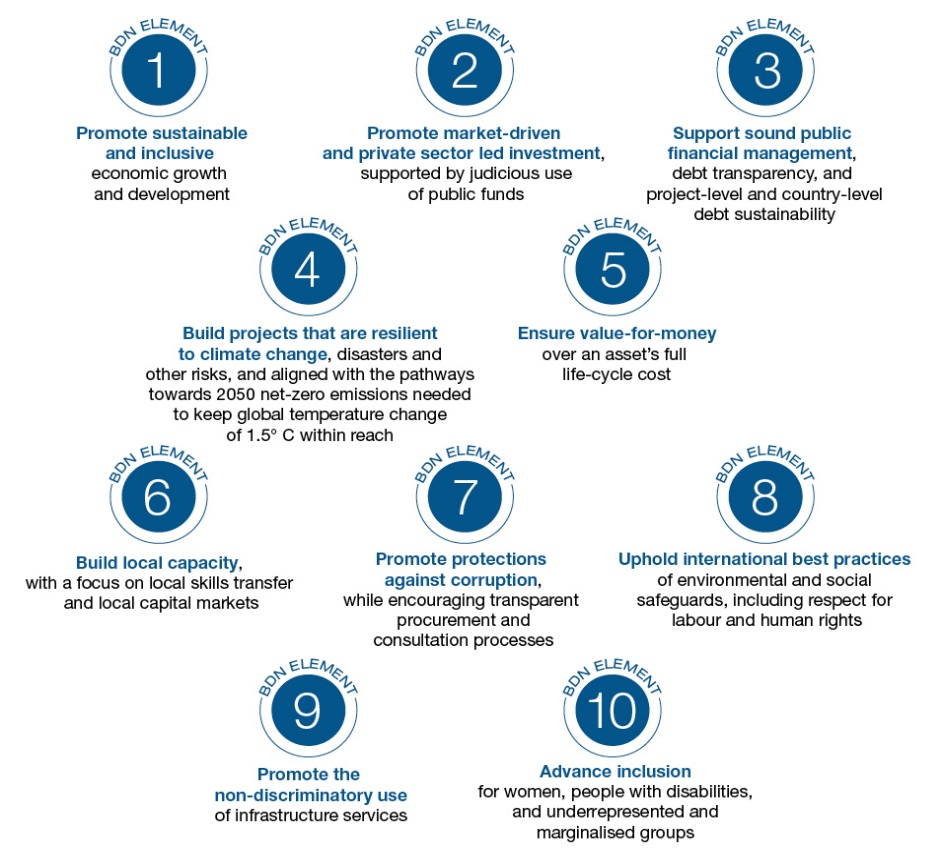 BDN ELEMENT
1
Promote sustainable
and inclusive
economic growth
and development
BDN ELEMENT
2
Promote market-driven
and private sector led investment,
supported by judicious use
of public funds
BDN ELEMENT
3
Support sound public
financial management,
debt transparency, and
project-level and country-level
debt sustainability
BDN ELEMENT
4
Build projects that are resilient
to climate change, disasters and
other risks, and aligned with the pathways
towards 2050 net-zero emissions needed
to keep global temperature change
of 1.5° C within reach
BDN ELEMENT
5
Ensure value-for-money
over an asset’s full
life-cycle cost
BDN ELEMENT
6
Build local capacity,
with a focus on local skills transfer
and local capital markets
BDN ELEMENT
7
Promote protections
against corruption,
while encouraging transparent
procurement and
consultation processes
BDN ELEMENT
8
Uphold international best practices
of environmental and social
safeguards, including respect for
labour and human rights
BDN ELEMENT
9
Promote the
non-discriminatory use
of infrastructure services
BDN ELEMENT
10
Advance inclusion
for women, people with disabilities,
and underrepresented and
marginalised groups